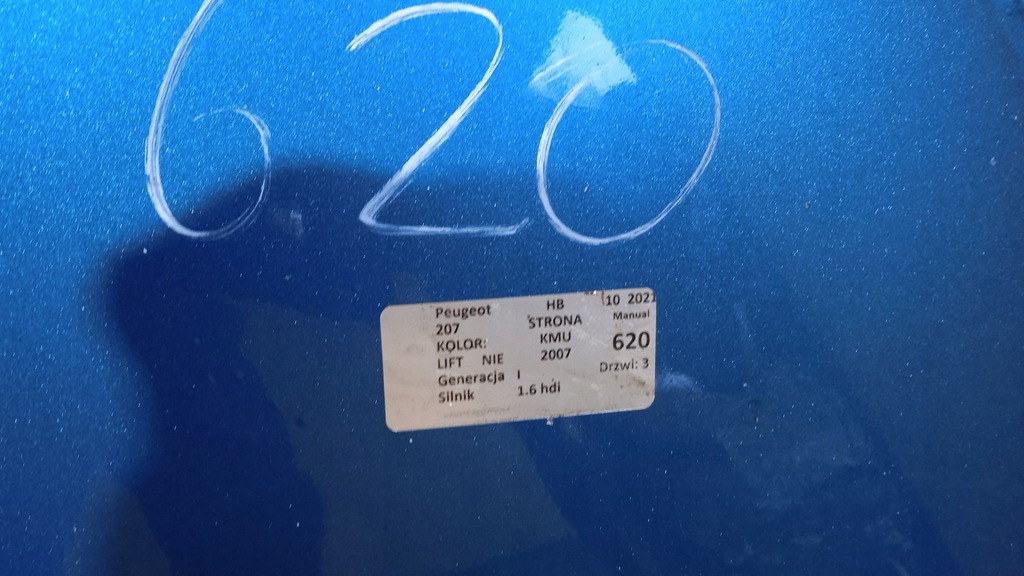 620
Peugeot HB 10 2021
207 STRONA Manual
KOLOR: KMU 620
LIFT NIE 2007 Drzwi: 3
Generacja I
Silnik 1.6 hdi